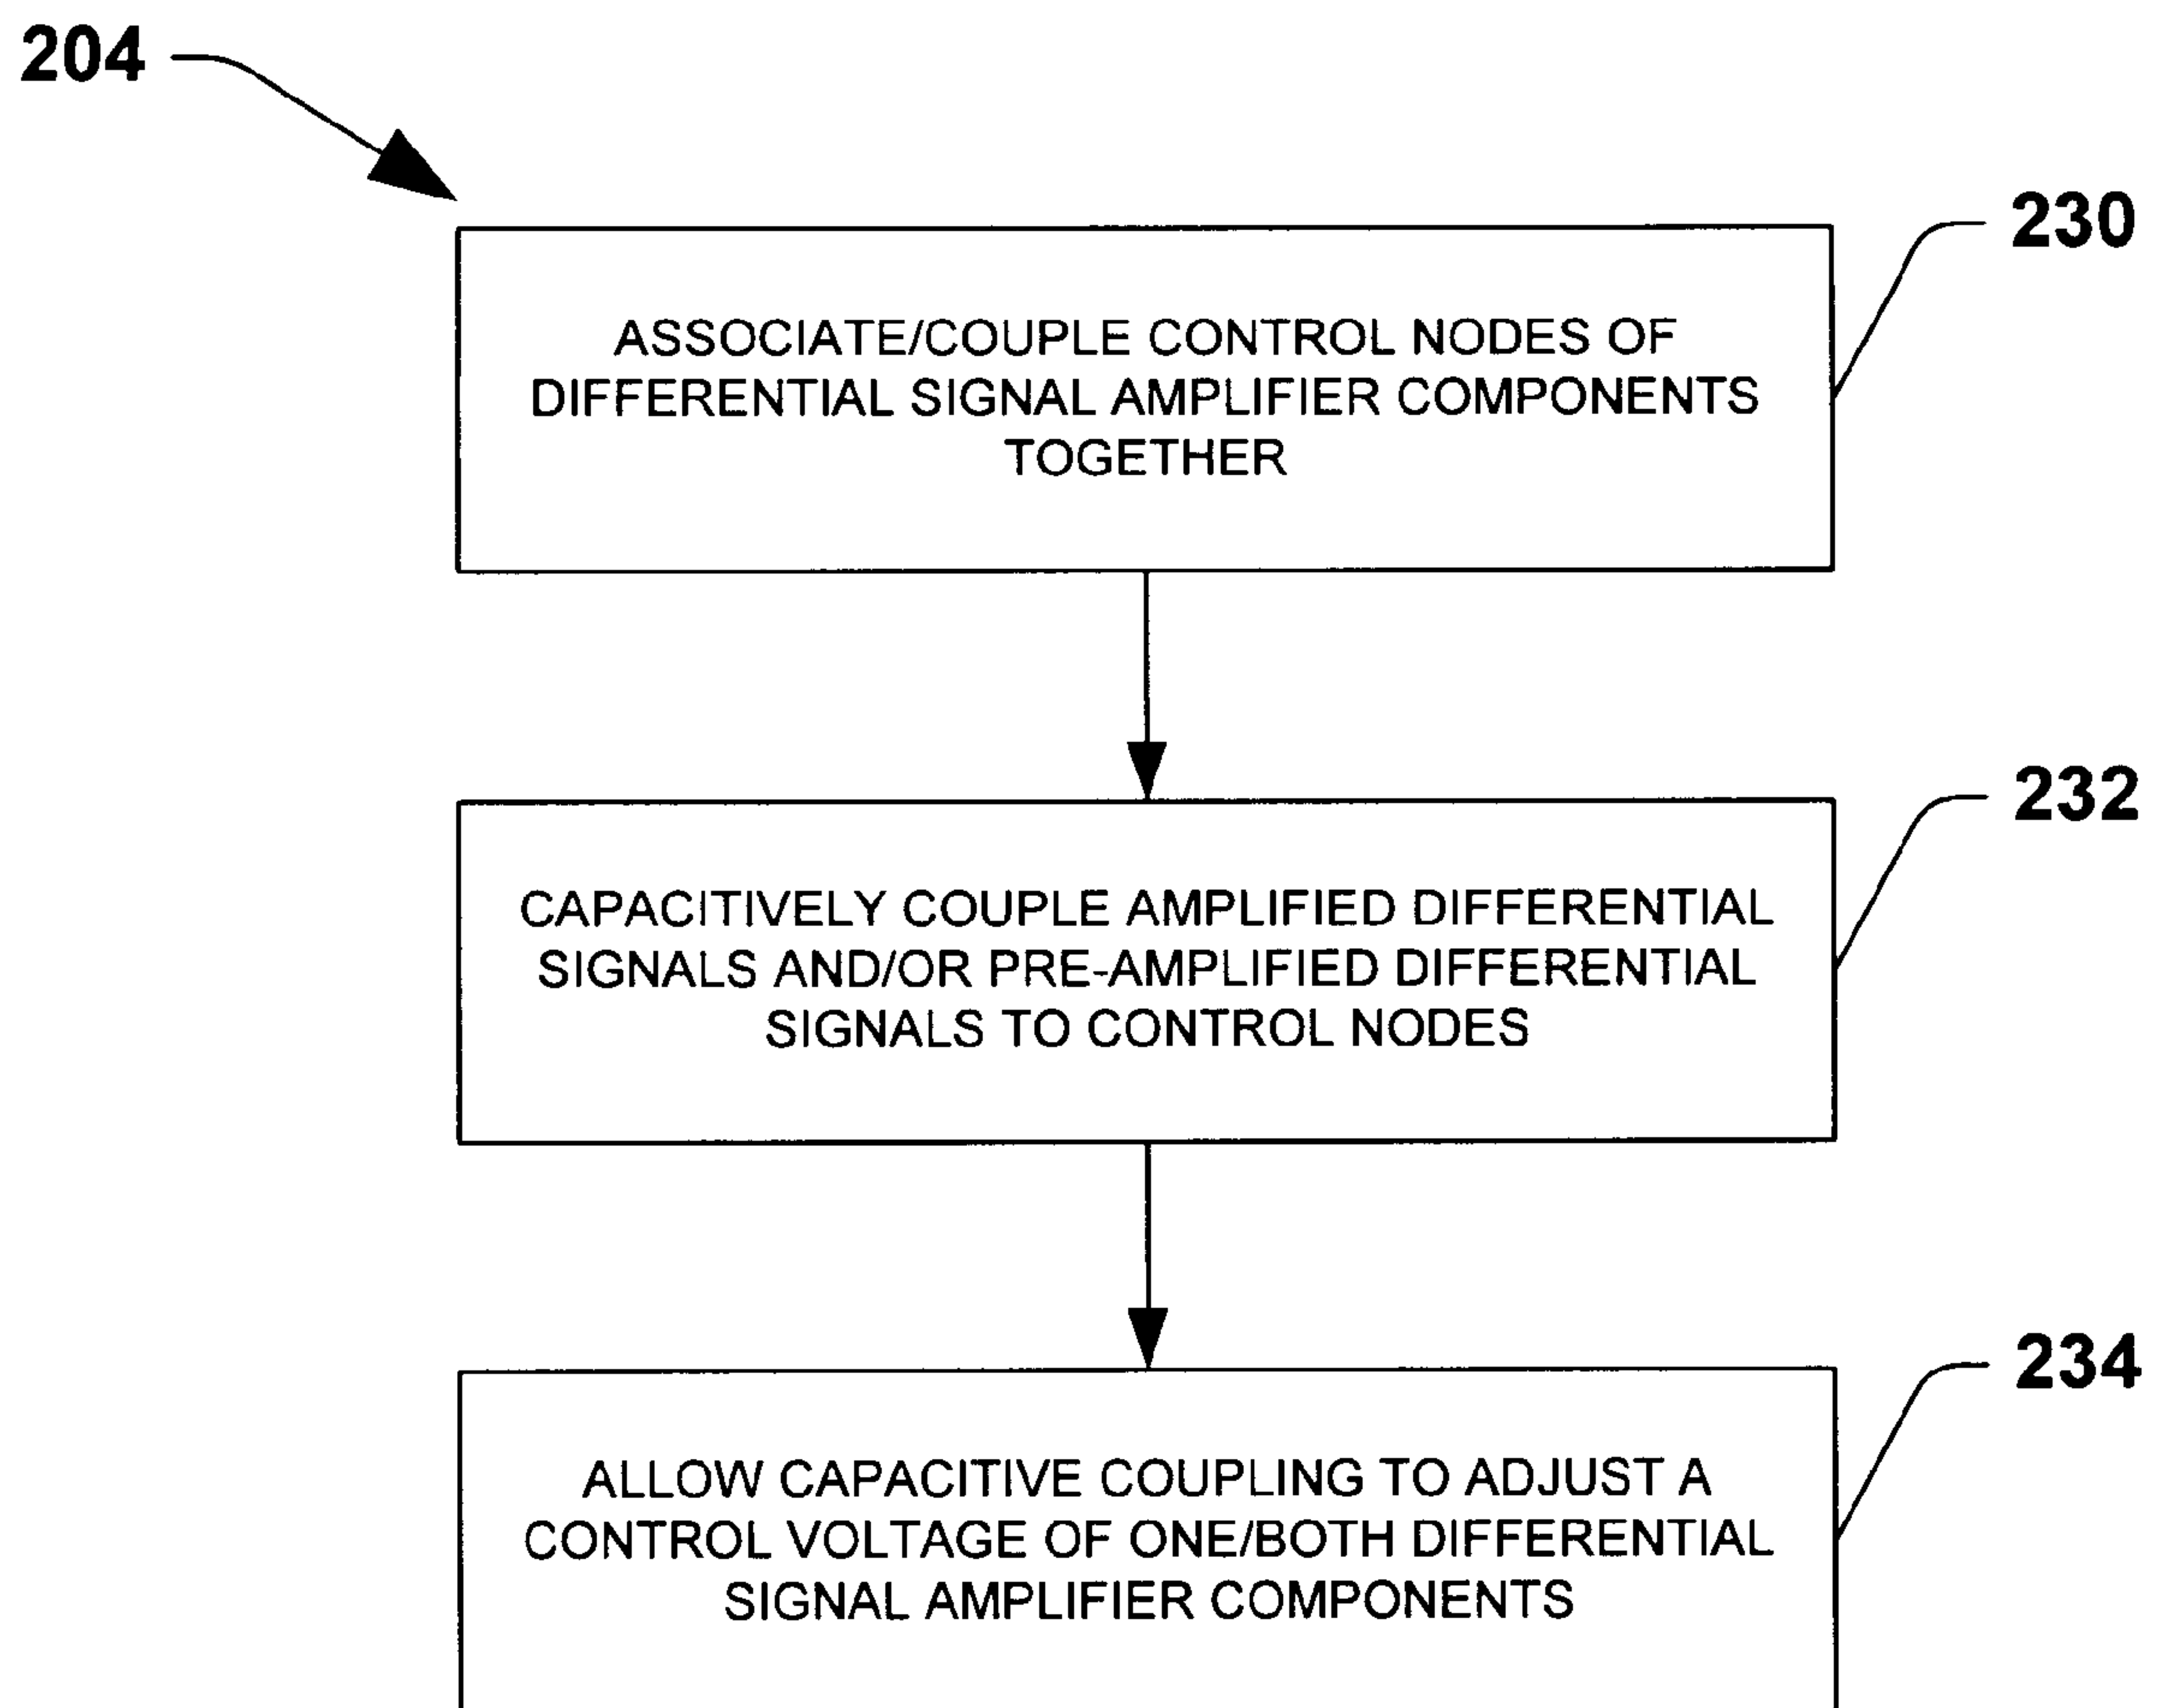 204
230
ASSOCIATE/COUPLE CONTROL NODES OF
DIFFERENTIAL SIGNAL AMPLIFIER COMPONENTS
TOGETHER
232
CAPACITIVELY COUPLE AMPLIFIED DIFFERENTIAL
SIGNALS AND/OR PRE-AMPLIFIED DIFFERENTIAL
SIGNALS TO CONTROL NODES
234
ALLOW CAPACITIVE COUPLING TO ADJUST A
CONTROL VOLTAGE OF ONE/BOTH DIFFERENTIAL
SIGNAL AMPLIFIER COMPONENTS